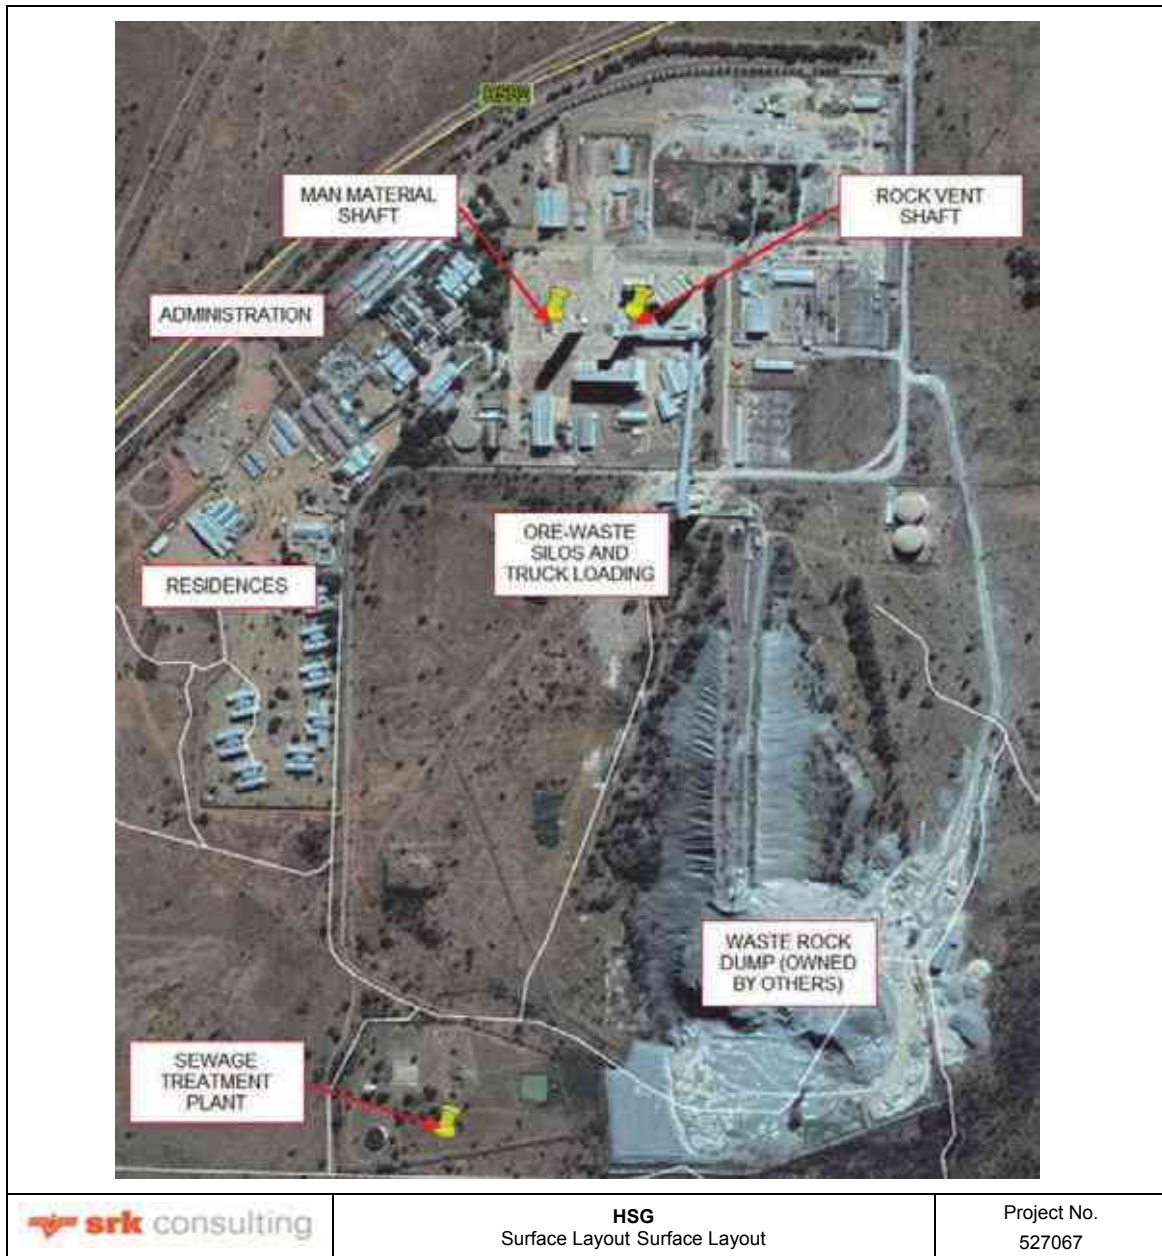 MAN MATERIAL
SHAFT
ROCK VENT
SHAFT
ADMINISTRATION
ORE-WASTE
SILOS AND
TRUCK LOADING
RESIDENCES
WASTE ROCK
DUMP (OWNED
BY OTHERS)
SEWAGE
TREATMENT
PLANT
srk consulting
HSG
Surface Layout Surface Layout
Project No.
527067